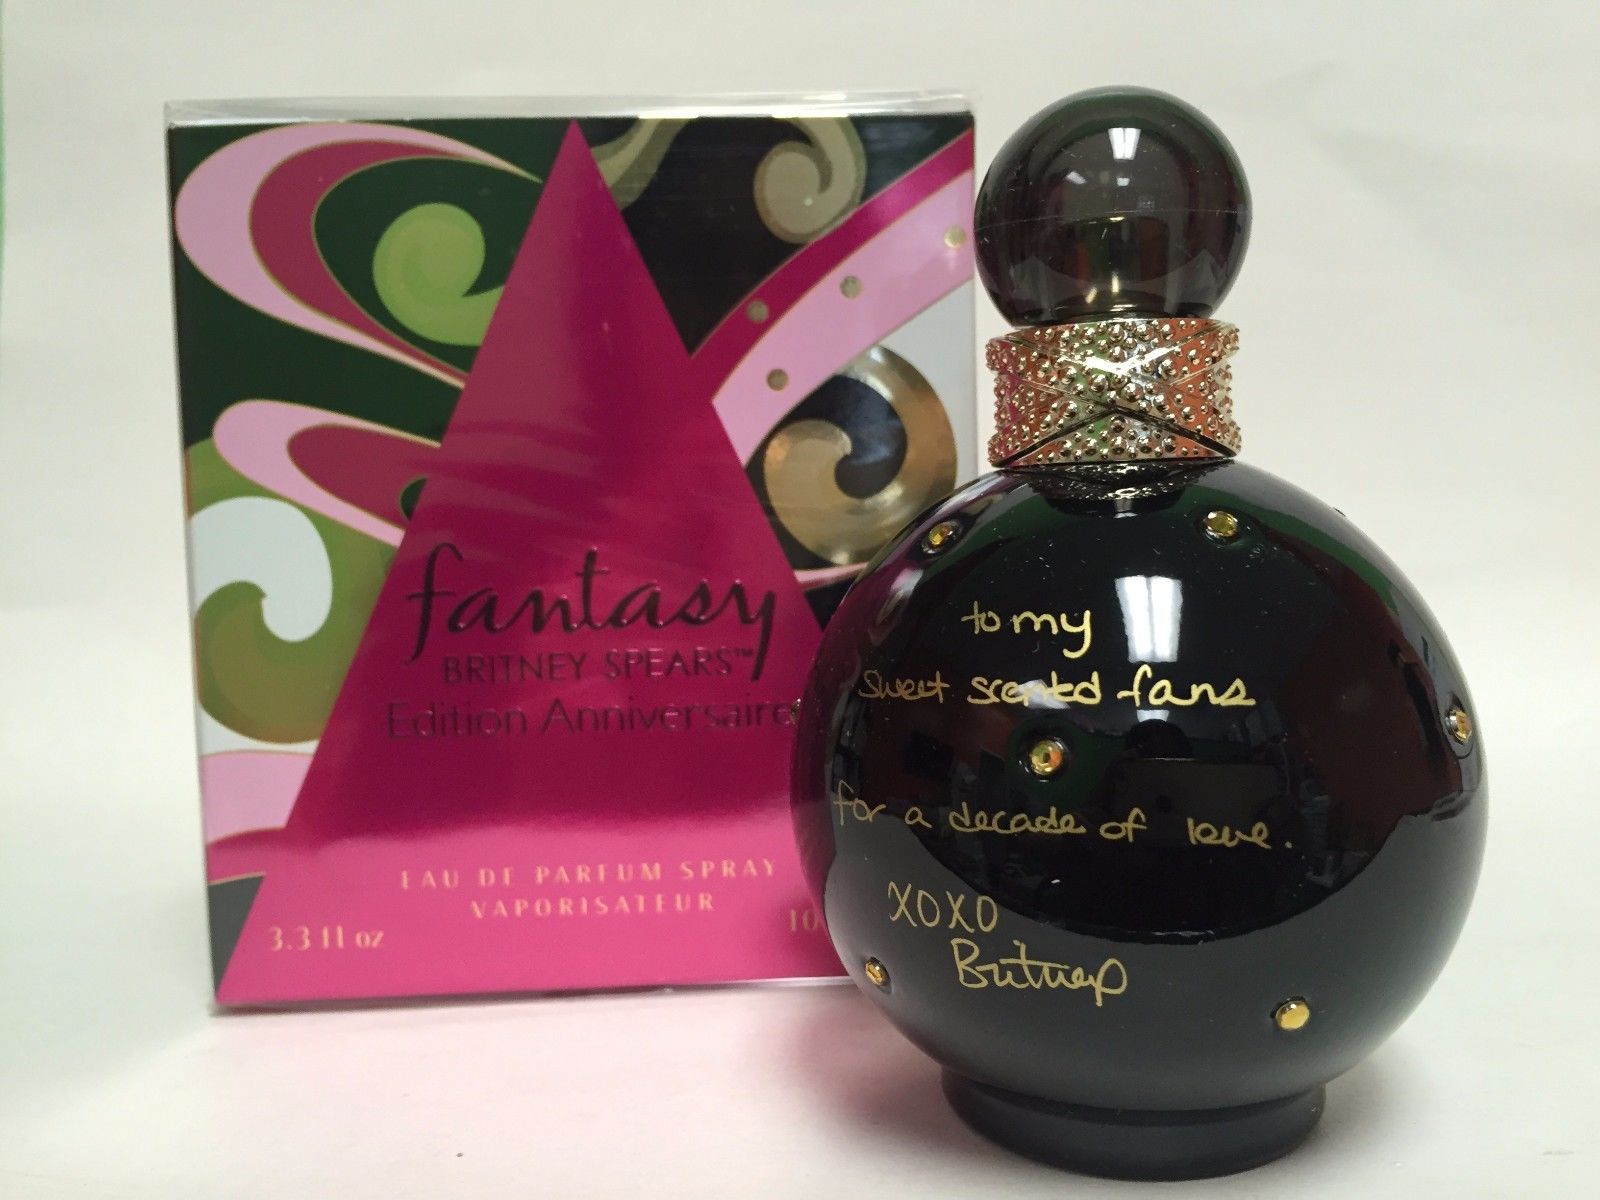 fantasy
BRITNEY SPEARS™
Edition Anniversaire
EAU DE PARFUM SPRAY
VAPORISATEUR
3.3 fl oz
10
to my
sweet scented fans
for a decade of love.
XOXO
Britney